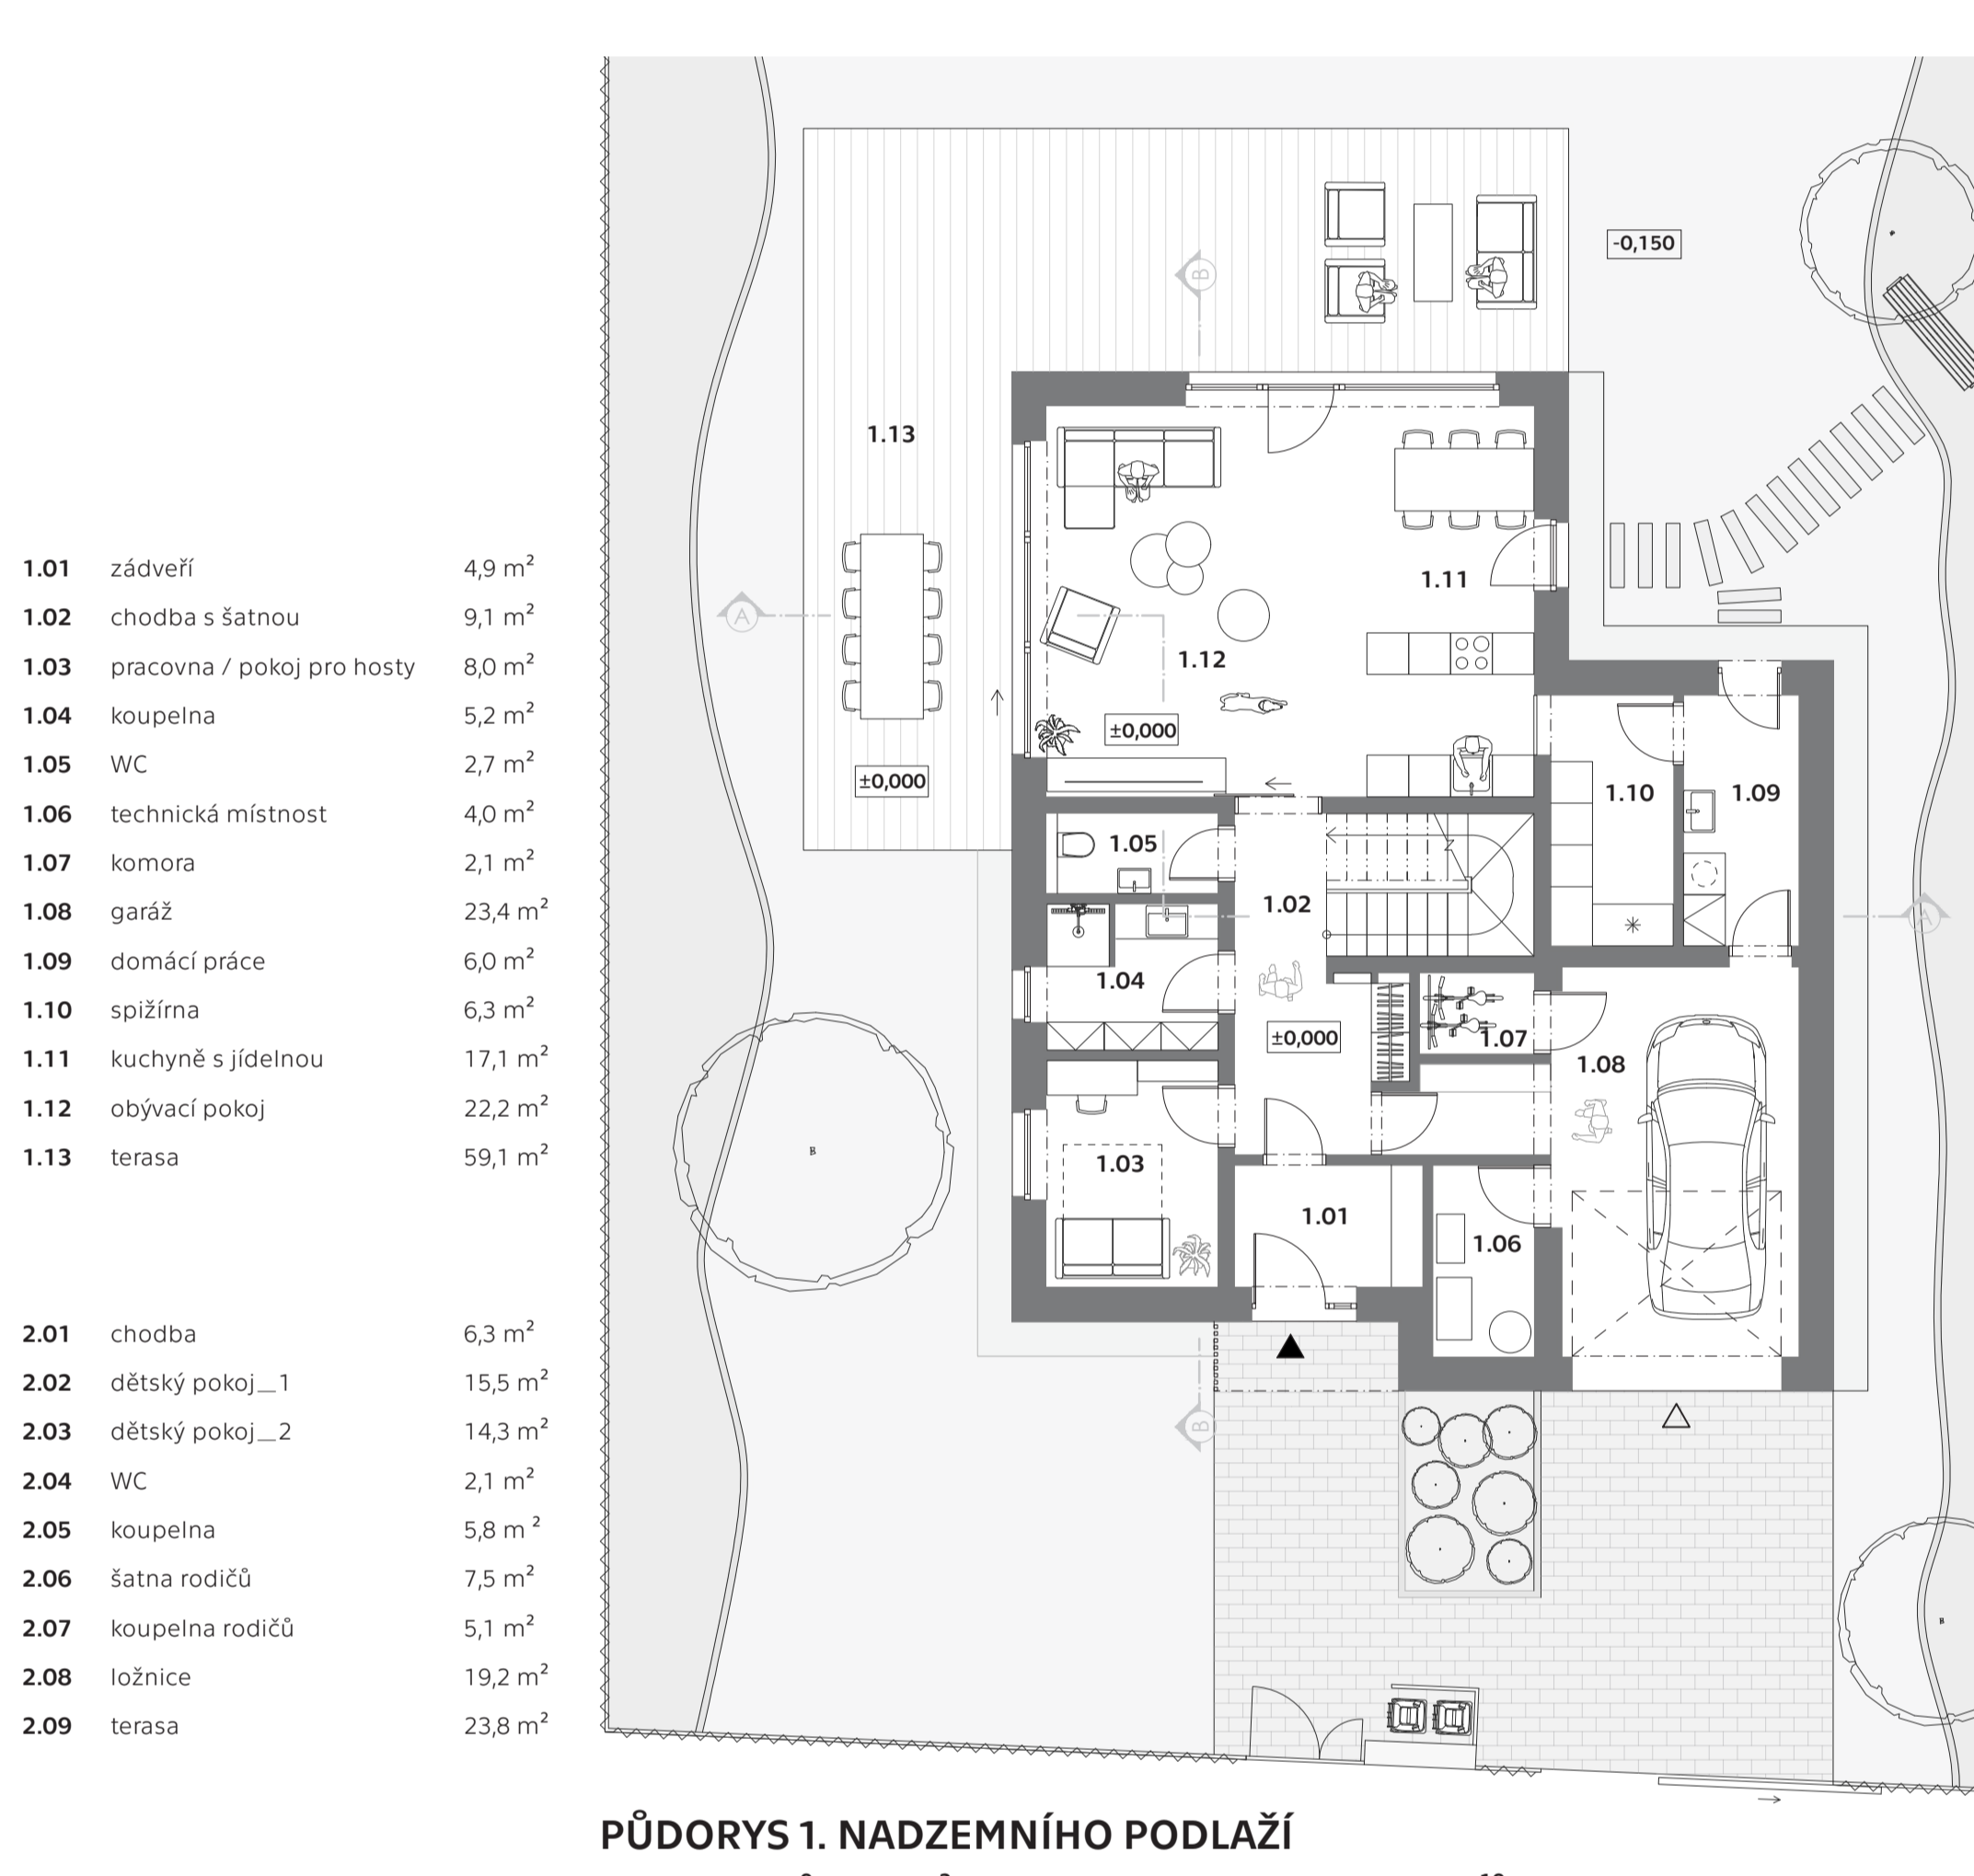 1.01 zádveří 4,9 m²
1.02 chodba s šatnou 9,1 m²
1.03 pracovna / pokoj pro hosty 8,0 m²
1.04 koupelna 5,2 m²
1.05 WC 2,7 m²
1.06 technická místnost 4,0 m²
1.07 komora 2,1 m²
1.08 garáž 23,4 m²
1.09 domácí práce 6,0 m²
1.10 spižírna 6,3 m²
1.11 kuchyně s jídelnou 17,1 m²
1.12 obývací pokoj 22,2 m²
1.13 terasa 59,1 m²
2.01 chodba 6,3 m²
2.02 dětský pokoj_1 15,5 m²
2.03 dětský pokoj_2 14,3 m²
2.04 WC 2,1 m²
2.05 koupelna 5,8 m ²
2.06 šatna rodičů 7,5 m²
2.07 koupelna rodičů 5,1 m²
2.08 ložnice 19,2 m²
2.09 terasa 23,8 m²
-0,150
B
1.13
1.11
A
1.12
±0,000
±0,000
1.10
1.09
1.05
1.02
A
1.04
±0,000
1.07
1.08
1.03
1.01
1.06
B
PŮDORYS 1. NADZEMNÍHO PODLAŽÍ